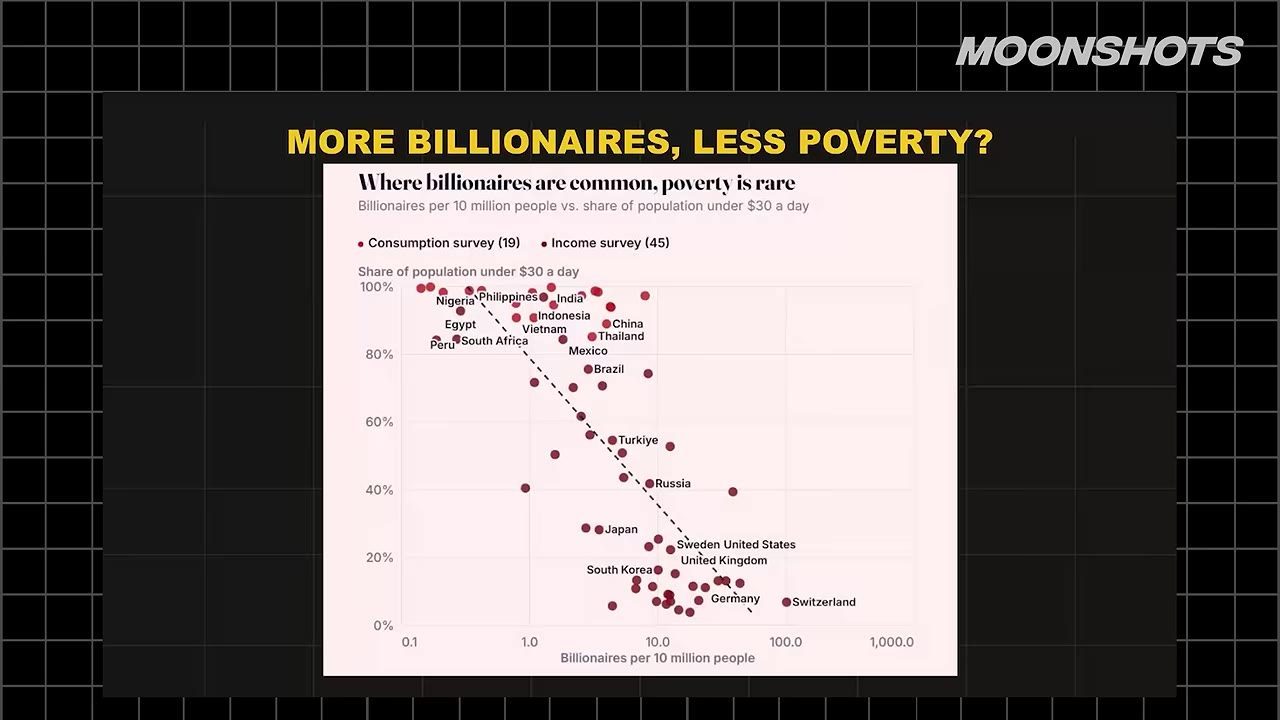 MOONSHOTS
MORE BILLIONAIRES, LESS POVERTY?
Where billionaires are common, poverty is rare
Billionaires per 10 million people vs. share of population under $30 a day
Consumption survey (19) Income survey (45)
Share of population under $30 a day
100%
Nigeria Philippines India
Indonesia
Egypt Vietnam China
Peru South Africa Thailand
Mexico
80%
Brazil
60%
Turkiye
Russia
40%
Japan
Sweden United States
20%
United Kingdom
South Korea
Germany Switzerland
0%
0.1 1.0 10.0 100.0 1,000.0
Billionaires per 10 million people